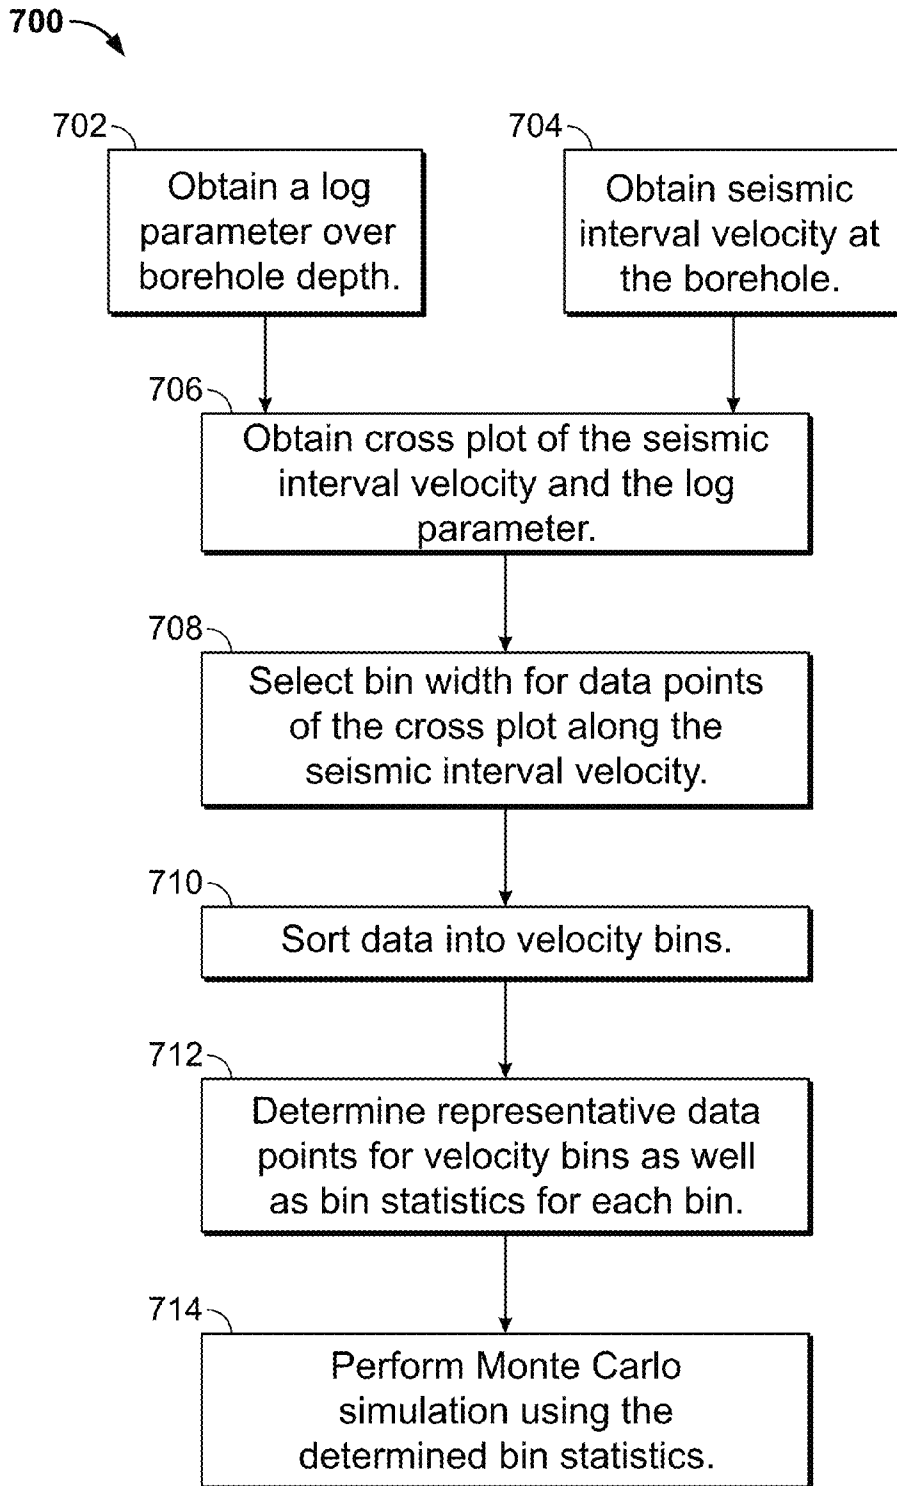 700
702
Obtain a log
parameter over
borehole depth.
704
Obtain seismic
interval velocity at
the borehole.
706
Obtain cross plot of the seismic
interval velocity and the log
parameter.
708
Select bin width for data points
of the cross plot along the
seismic interval velocity.
710
Sort data into velocity bins.
712
Determine representative data
points for velocity bins as well
as bin statistics for each bin.
714
Perform Monte Carlo
simulation using the
determined bin statistics.